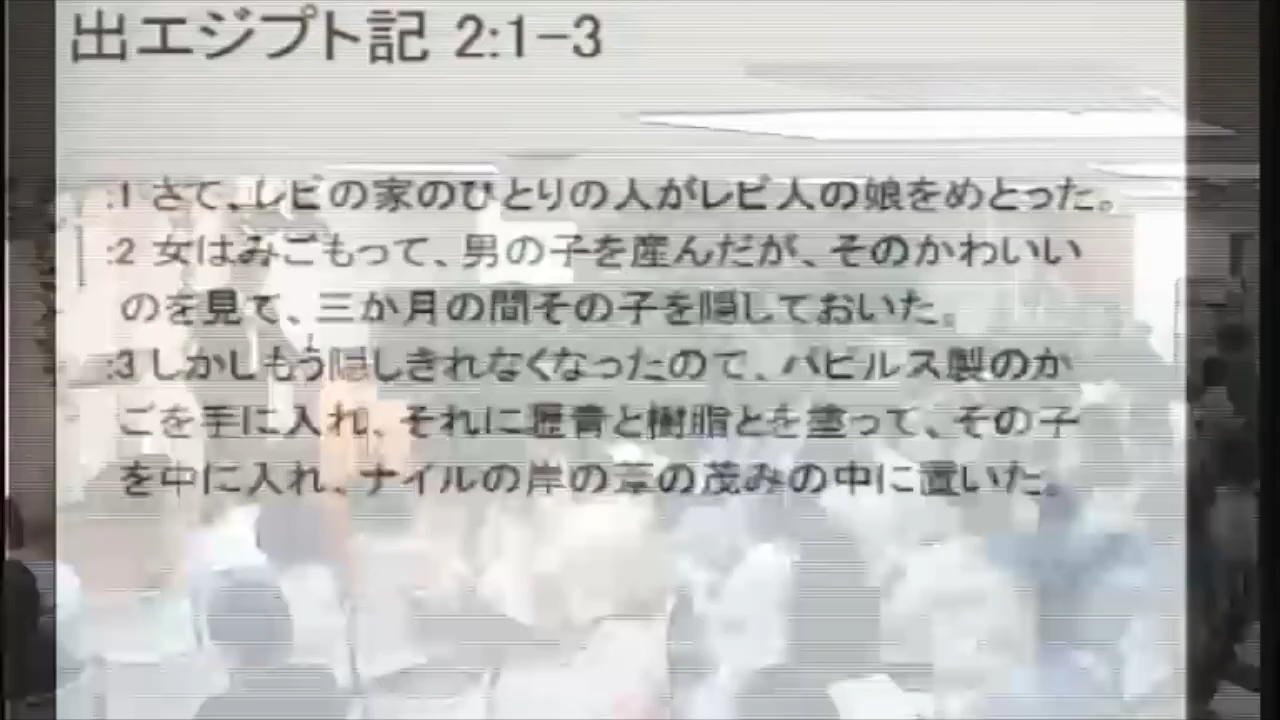 出エジプト記 2:1-3
:1 さて、レビの家のひとりの人がレビ人の娘をめとった。
:2 女はみごもって、男の子を産んだが、そのかわいい
のを見て、三か月の間その子を隠しておいた。
:3 しかしもう隠しきれなくなったので、パピルス製のか
ごを手に入れ、それに瀝青と樹脂とを塗って、その子
を中に入れ、ナイルの岸の葦の茂みの中に置いた。